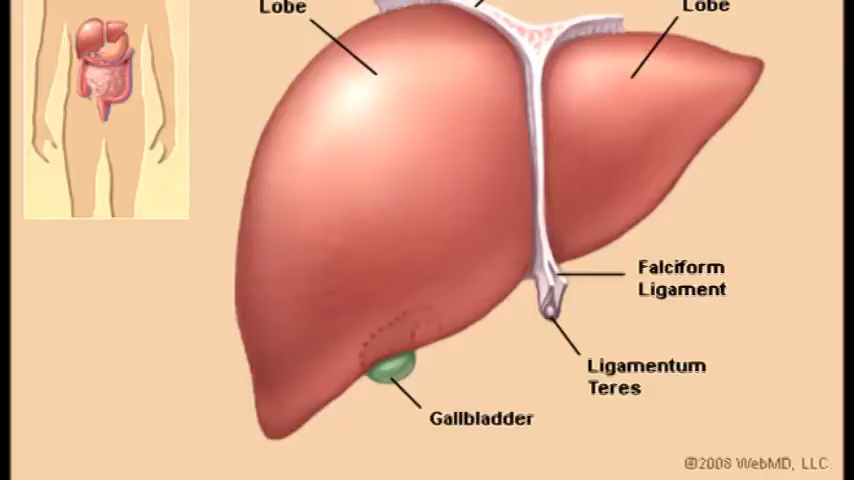 Lobe
Lobe
Falciform
Ligament
Ligamentum
Teres
Gallbladder
©2008 WebMD, LLC.